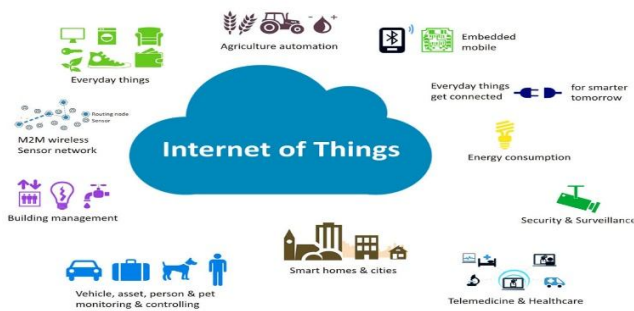 Agriculture automation
Embedded
mobile
Everyday things
Everyday things
get connected
for smarter
tomorrow
Routing node
Sensor
M2M wireless
Sensor network
Internet of Things
Energy consumption
Building management
Security & Surveillance
Smart homes & cities
Vehicle, asset, person & pet
monitoring & controlling
Telemedicine & Healthcare